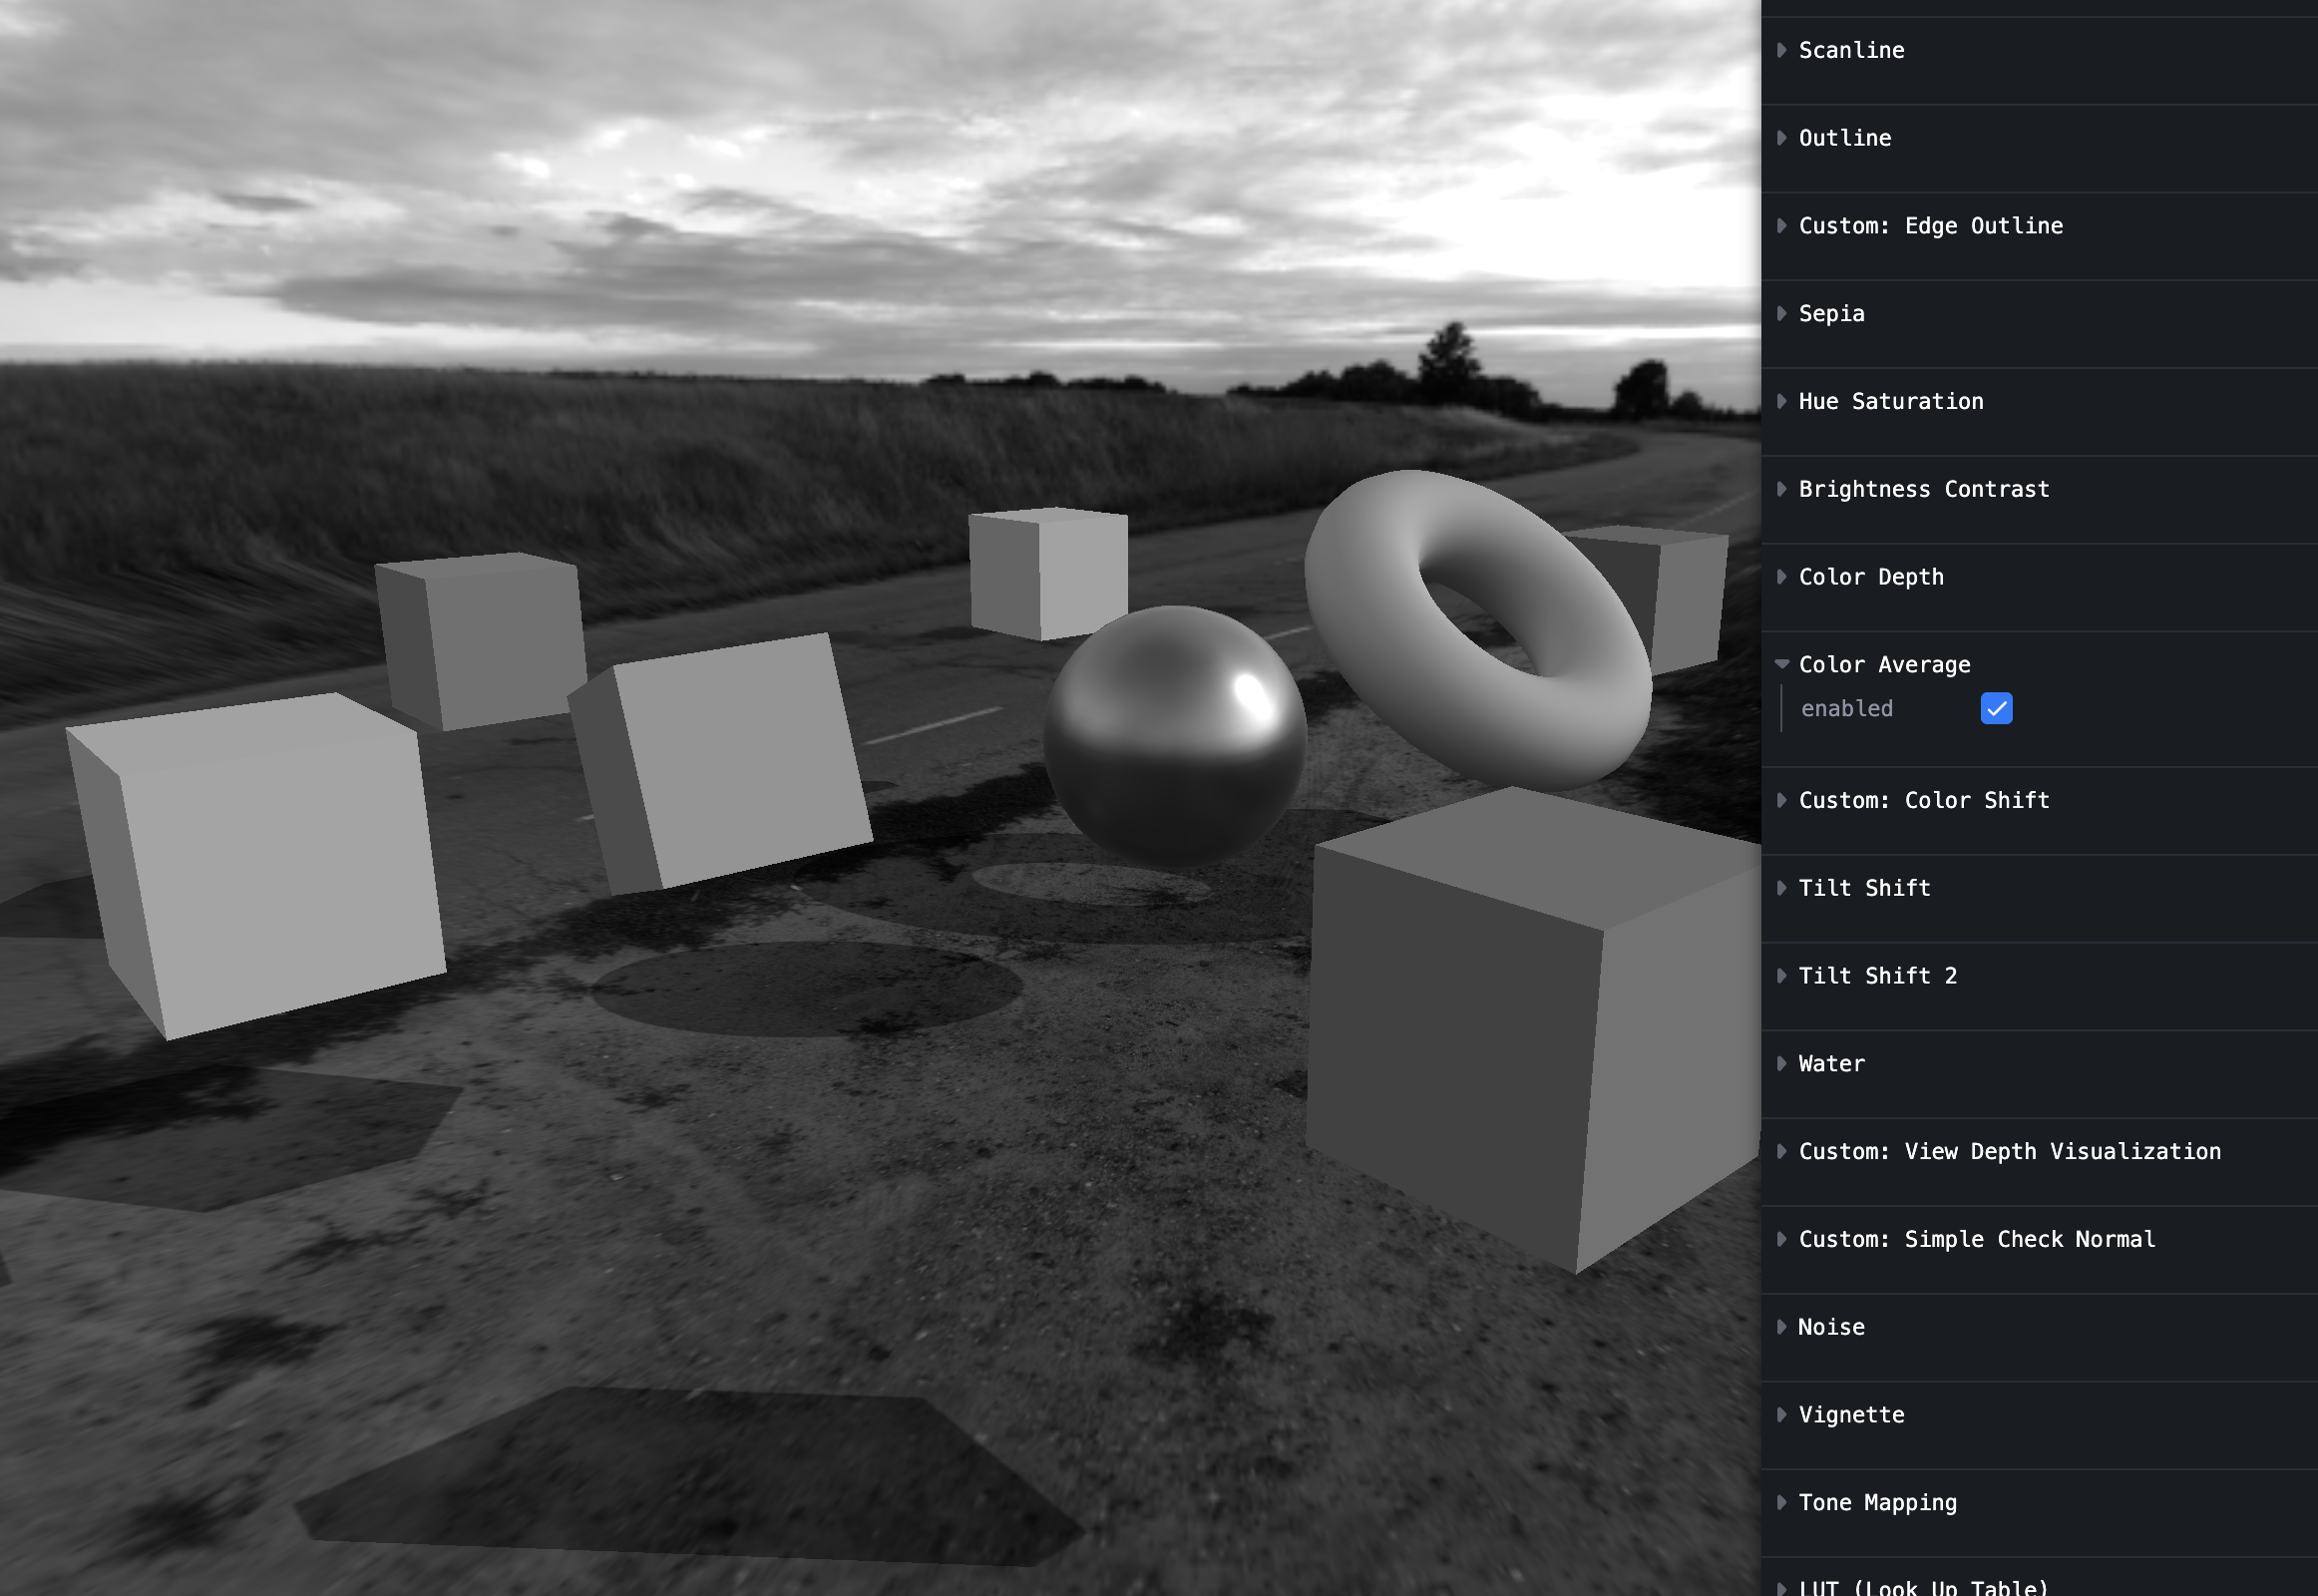 Scanline
Outline
Custom: Edge Outline
Sepia
Hue Saturation
Brightness Contrast
Color Depth
Color Average
enabled
Custom: Color Shift
Tilt Shift
Tilt Shift 2
Water
Custom: View Depth Visualization
Custom: Simple Check Normal
Noise
Vignette
Tone Mapping
LUT (Look Up Table)